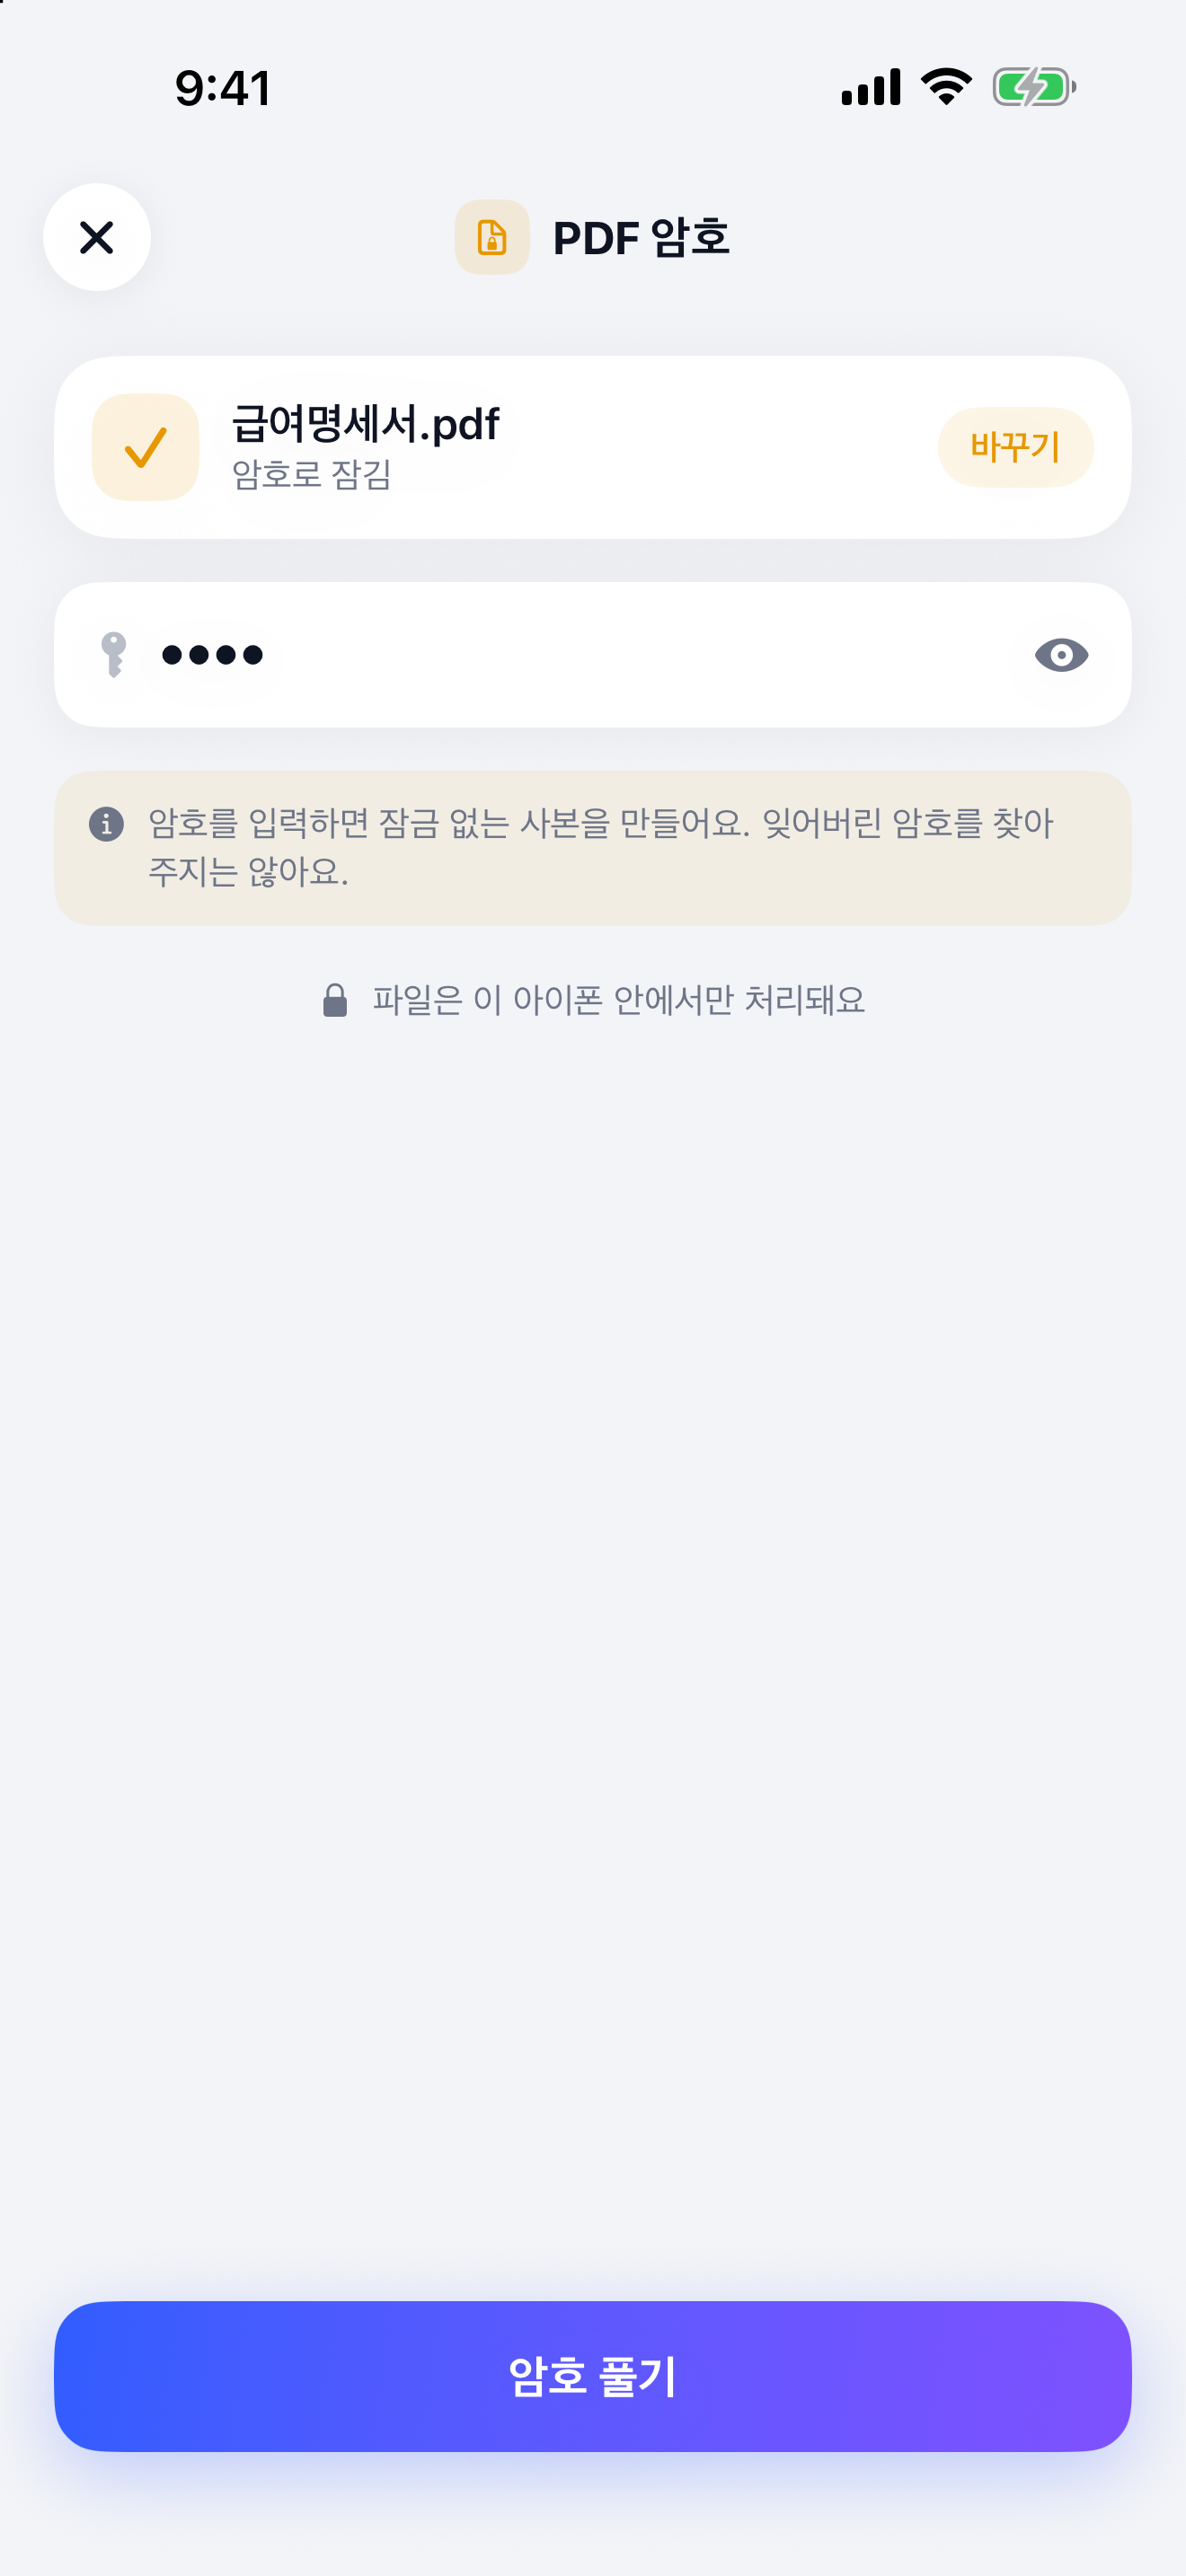 9:41
PDF 암호
급여명세서.pdf
암호로 잠김
바꾸기
암호를 입력하면 잠금 없는 사본을 만들어요. 잊어버린 암호를 찾아
주지는 않아요.
파일은 이 아이폰 안에서만 처리돼요
암호 풀기